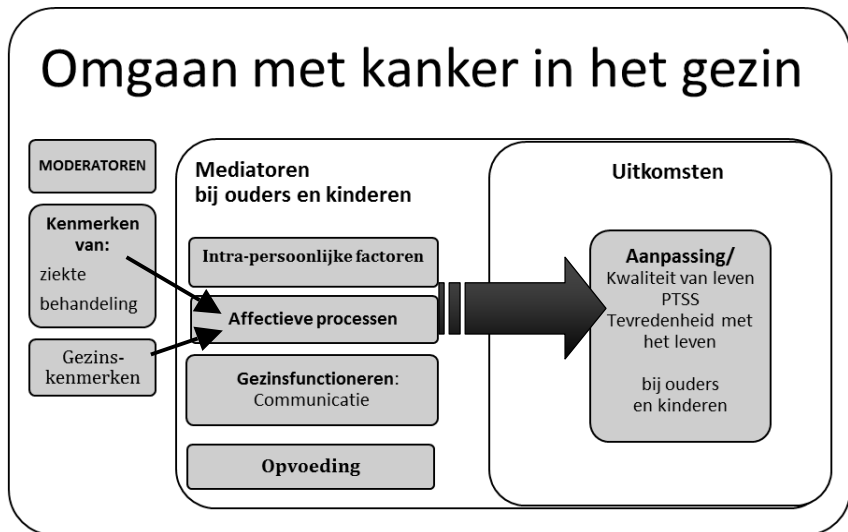 Omgaan met kanker in het gezin
MODERATOREN
Kenmerken
van:
ziekte
behandeling
Gezins-
kenmerken
Mediatoren
bij ouders en kinderen
Intra-persoonlijke factoren
Affectieve processen
Gezinsfunctioneren:
Communicatie
Opvoeding
Uitkomsten
Aanpassing/
Kwaliteit van leven
PTSS
Tevredenheid met
het leven
bij ouders
en kinderen